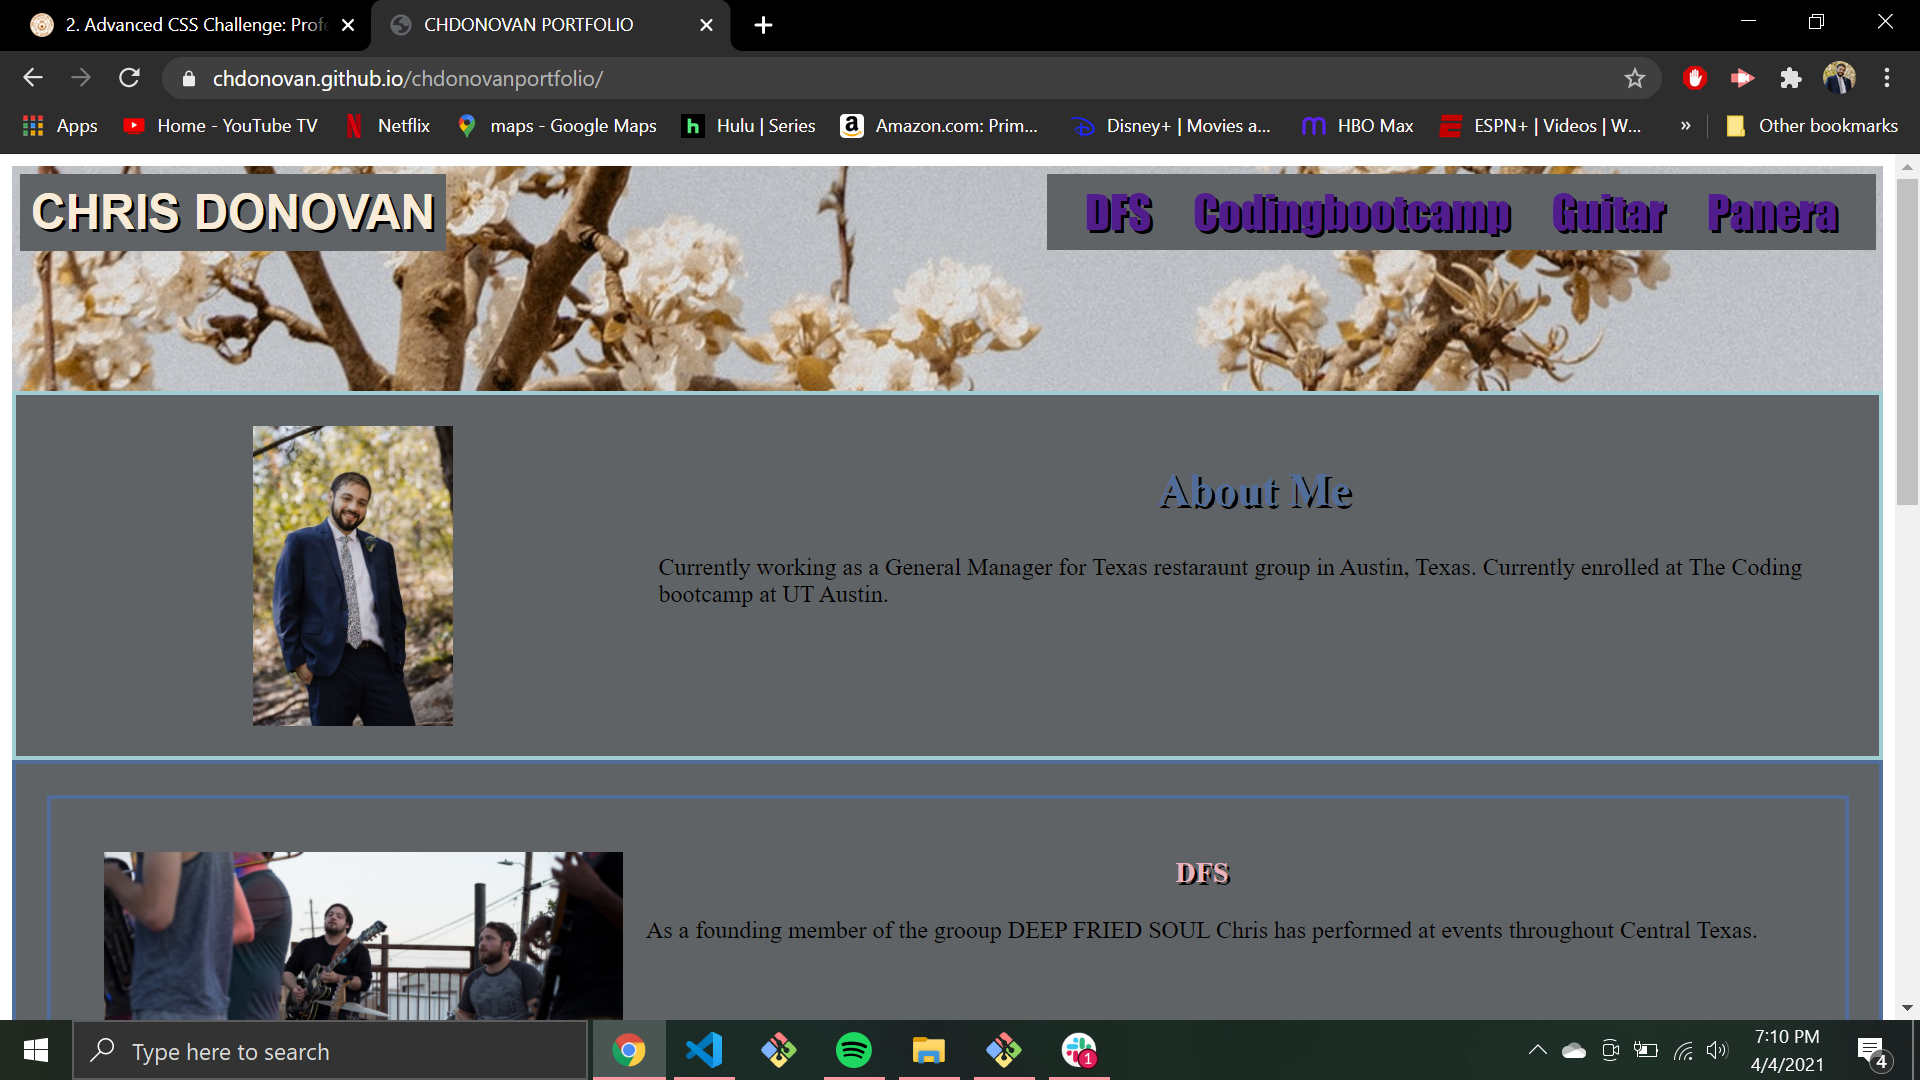 2. Advanced CSS Challenge: Profe
CHDONOVAN PORTFOLIO
chdonovan.github.io/chdonovanportfolio/
Apps
Home - YouTube TV
Netflix
maps - Google Maps
h
Hulu | Series
a
Amazon.com: Prim...
Disney+ | Movies a...
HBO Max
ESPN+ | Videos | W...
»
Other bookmarks
CHRIS DONOVAN
DFS Codingbootcamp Guitar Panera
About Me
Currently working as a General Manager for Texas restaraunt group in Austin, Texas. Currently enrolled at The Coding
bootcamp at UT Austin.
DFS
As a founding member of the grooup DEEP FRIED SOUL Chris has performed at events throughout Central Texas.
Type here to search
1
7:10 PM
4/4/2021
4